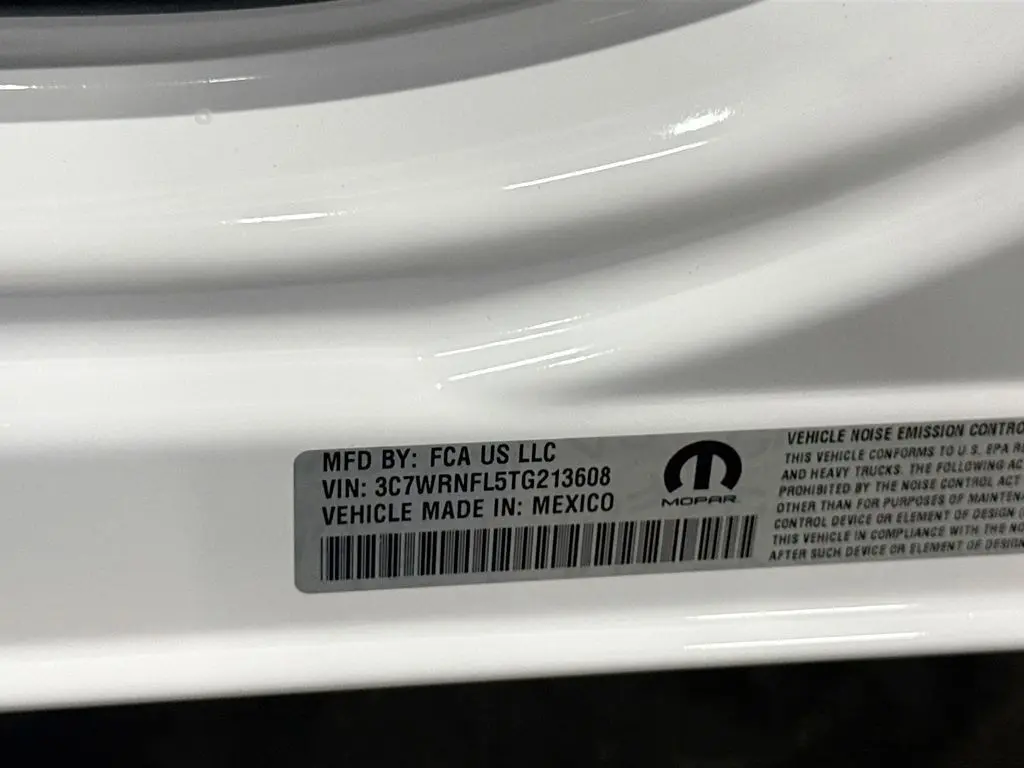 MFD BY: FCA US LLC
VIN: 3C7WRNFL5TG213608
VEHICLE MADE IN: MEXICO
MOPAR
VEHICLE NOISE EMISSION CONTRO
THIS VEHICLE CONFORMS TO U.S. EPA RE
AND HEAVY TRUCKS. THE FOLLOWING AC
PROHIBITED BY THE NOISE CONTROL ACT
OTHER THAN FOR PURPOSES OF MAINTENA
CONTROL DEVICE OR ELEMENT OF DESIGN (
THIS VEHICLE IN COMPLIANCE WITH THE NO
AFTER SUCH DEVICE OR ELEMENT OF DESIGN